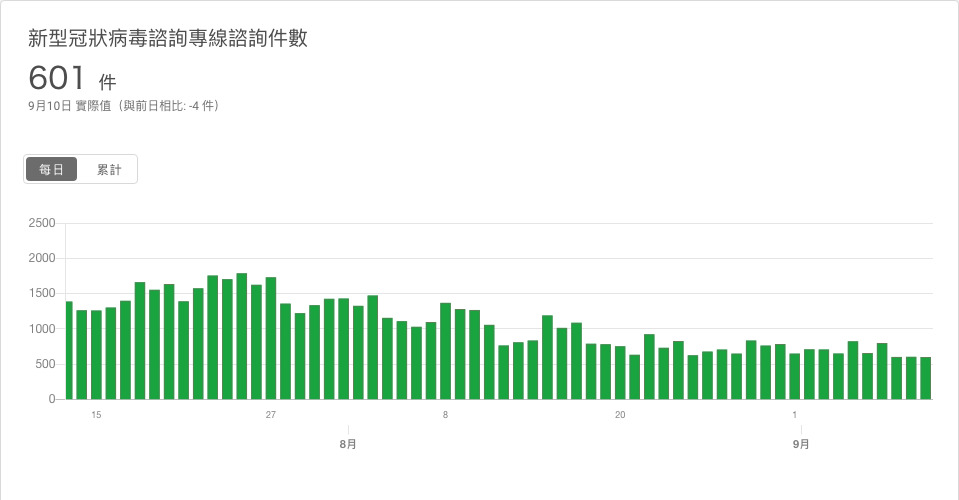 新型冠狀病毒諮詢專線諮詢件數
601 件
9月10日 實際值（與前日相比: -4 件）
每日 累計
2500
2000
1500
1000
500
0
15 27 8 20 1
8月 9月